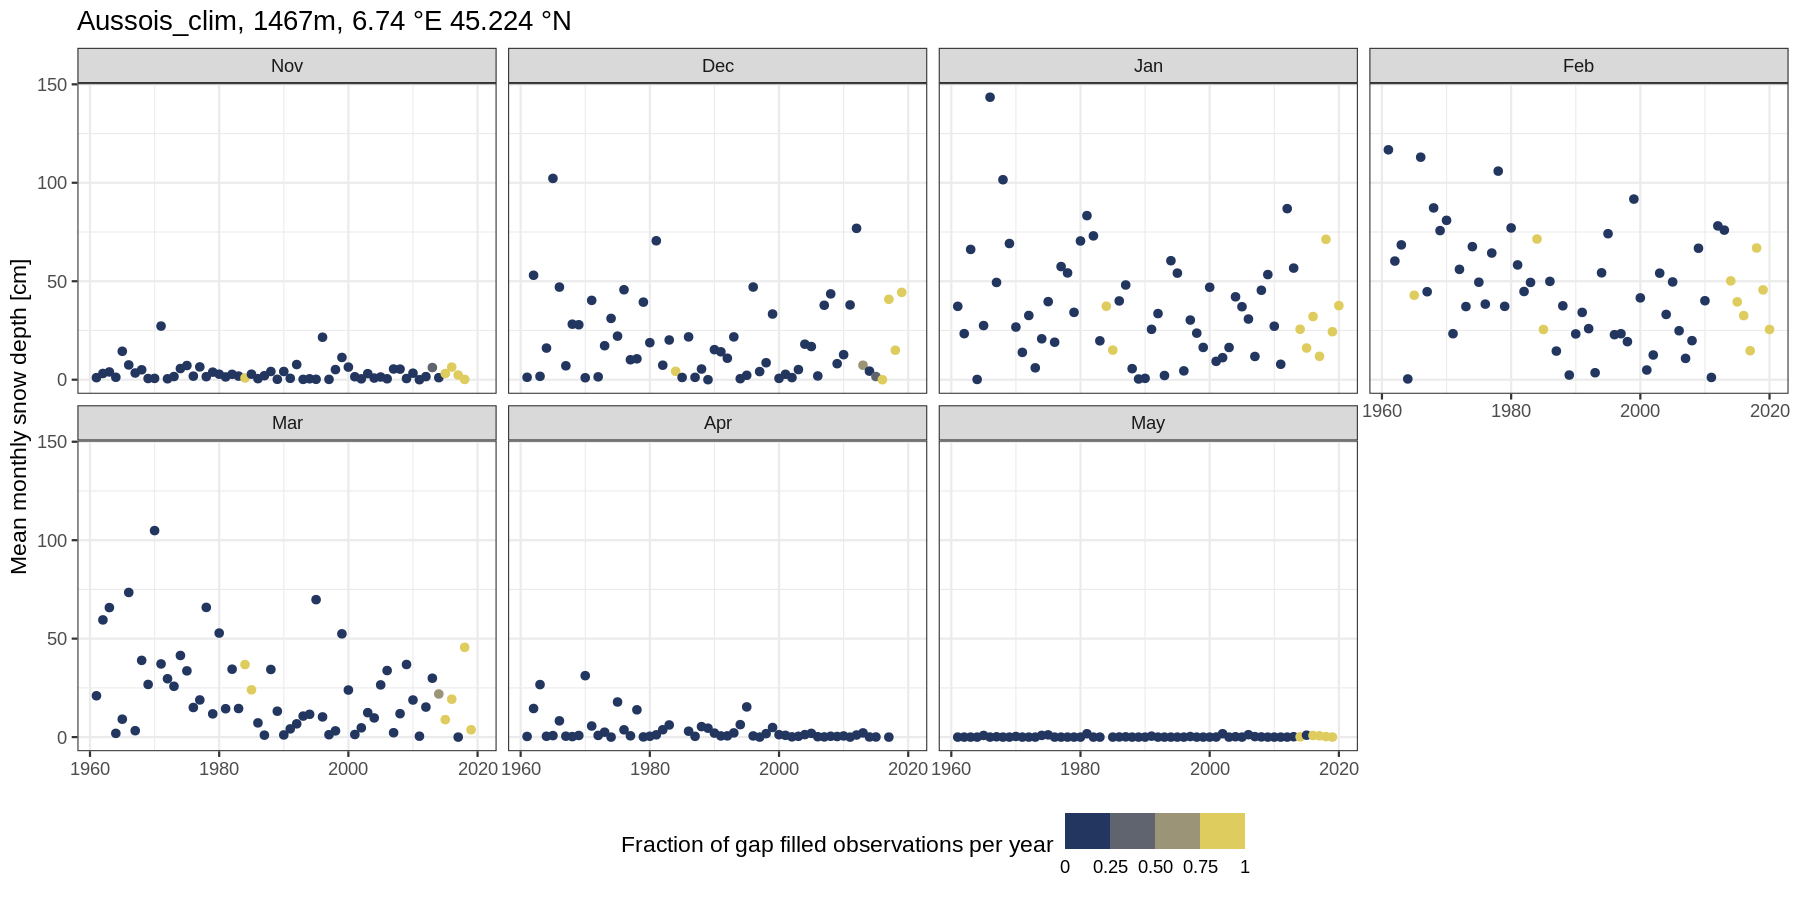 Aussois_clim, 1467m, 6.74 °E 45.224 °N
Nov Dec Jan Feb
150
100
50
0
1960 1980 2000 2020
Mean monthly snow depth [cm]
Mar Apr May
150
100
50
0
1960 1980 2000 2020 1960 1980 2000 2020 1960 1980 2000 2020
Fraction of gap filled observations per year
0 0.25 0.50 0.75 1